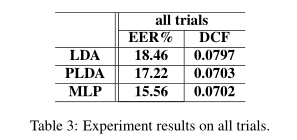 all trials
EER% DCF
LDA 18.46 0.0797
PLDA 17.22 0.0703
MLP 15.56 0.0702
Table 3: Experiment results on all trials.